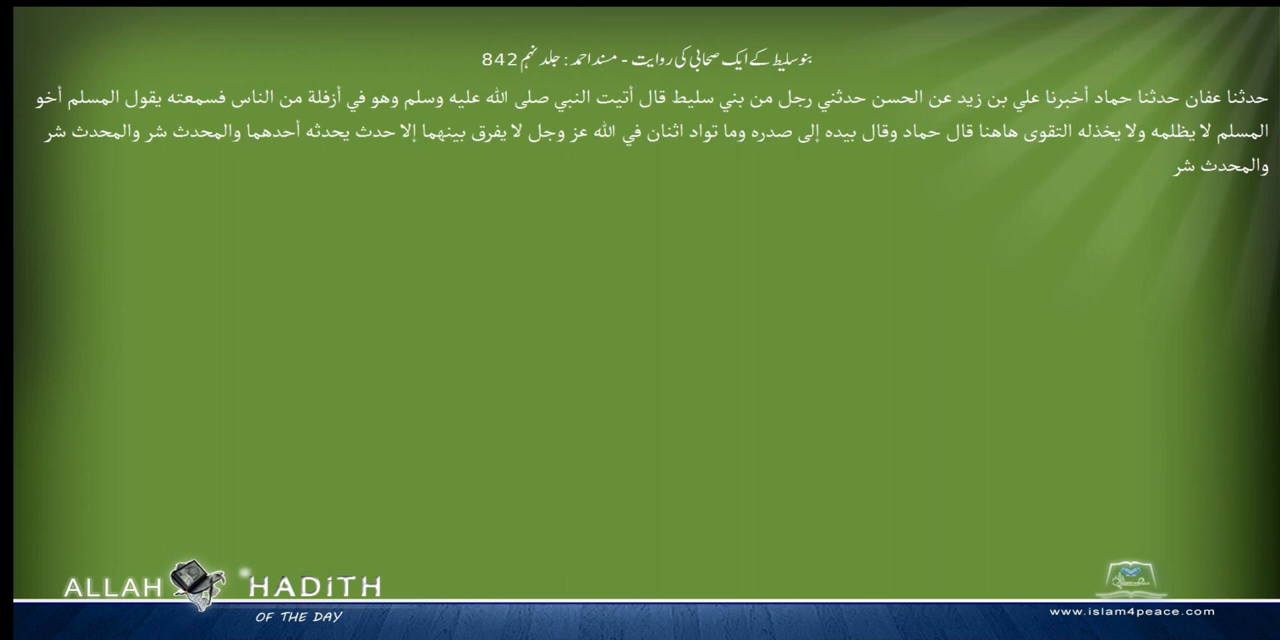 بنو سلیط کے ایک صحابی کی روایت - مسند احمد : جلد نہم 842
حدثنا عفان حدثنا حماد أخبرنا علي بن زيد عن الحسن حدثني رجل من بني سليط قال أتيت النبي صلى الله عليه وسلم وهو في أزفلة من الناس فسمعته يقول المسلم أخو
المسلم لا يظلمه ولا يخذله التقوى هاهنا قال حماد وقال بيده إلى صدره وما تواد اثنان في الله عز وجل لا يفرق بينهما إلا حدث يحدثه أحدهما والمحدث شر والمحدث شر
والمحدث شر
ALLAH HADITH
OF THE DAY
www.islam4peace.com